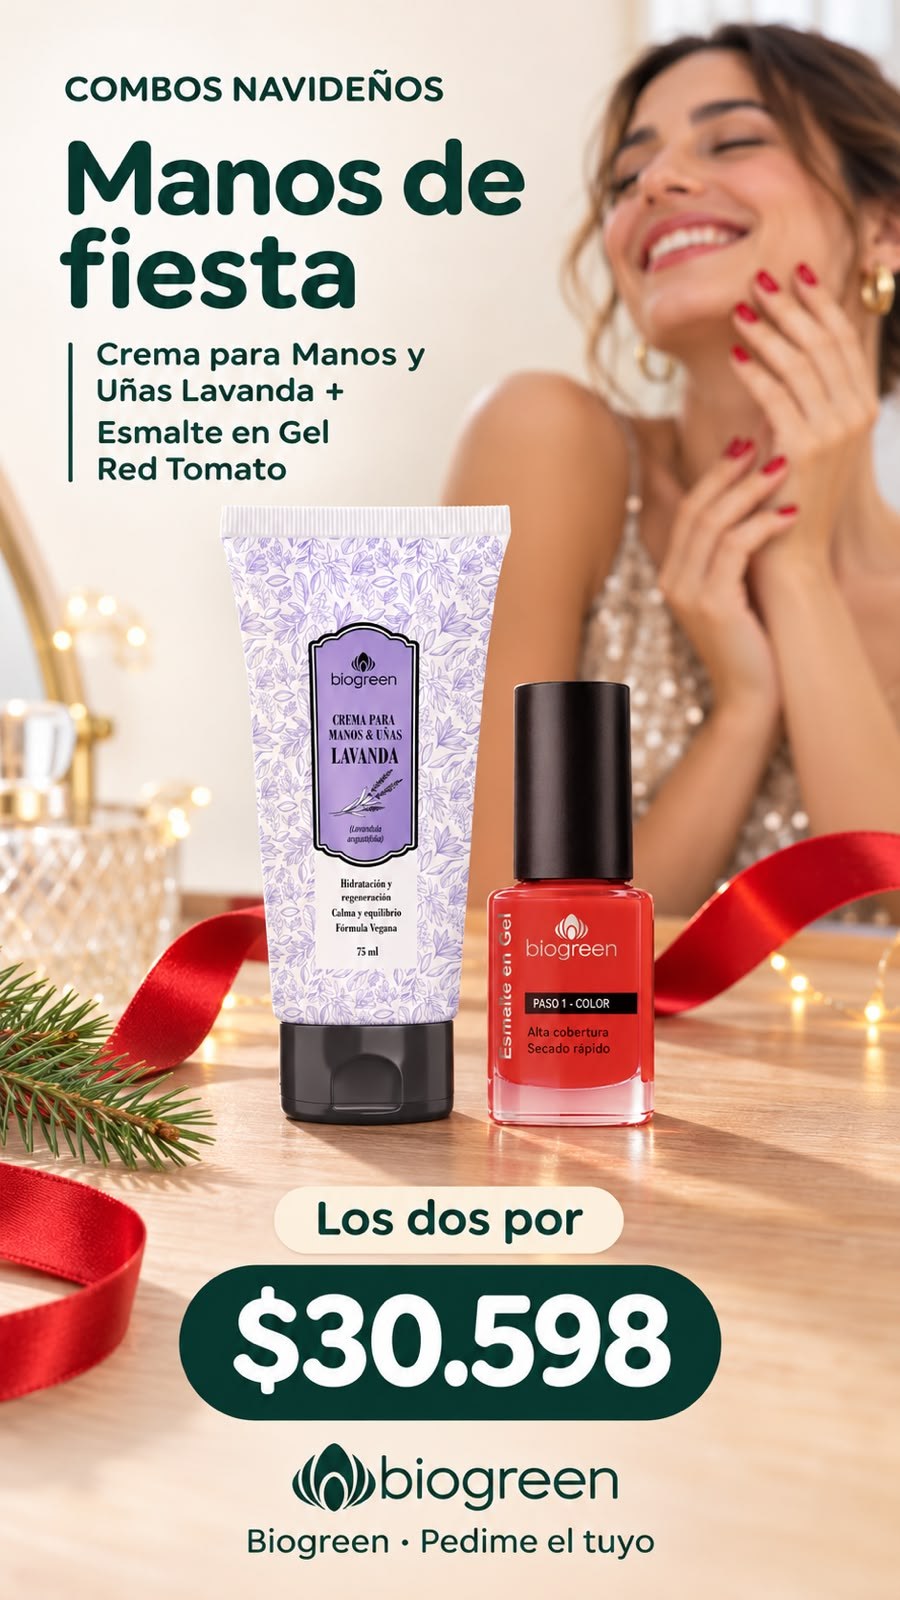 COMBOS NAVIDEÑOS
Manos de
fiesta
Crema para Manos y
Uñas Lavanda +
Esmalte en Gel
Red Tomato
biogreen
CREMA PARA
MANOS & UÑAS
LAVANDA
(Lavandula
angustifolia)
Hidratación y
regeneración
Calma y equilibrio
Fórmula Vegana
75 ml
Esmalte en Gel
biogreen
PASO 1 - COLOR
Alta cobertura
Secado rápido
Los dos por
$30.598
biogreen
Biogreen · Pedime el tuyo